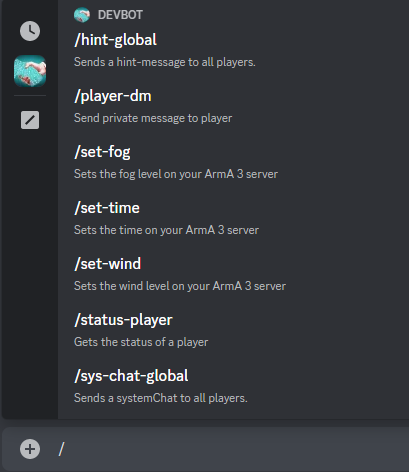 DEVBOT
/hint-global
Sends a hint-message to all players.
/player-dm
Send private message to player
/set-fog
Sets the fog level on your ArmA 3 server
/set-time
Sets the time on your ArmA 3 server
/set-wind
Sets the wind level on your ArmA 3 server
/status-player
Gets the status of a player
/sys-chat-global
Sends a systemChat to all players.
/